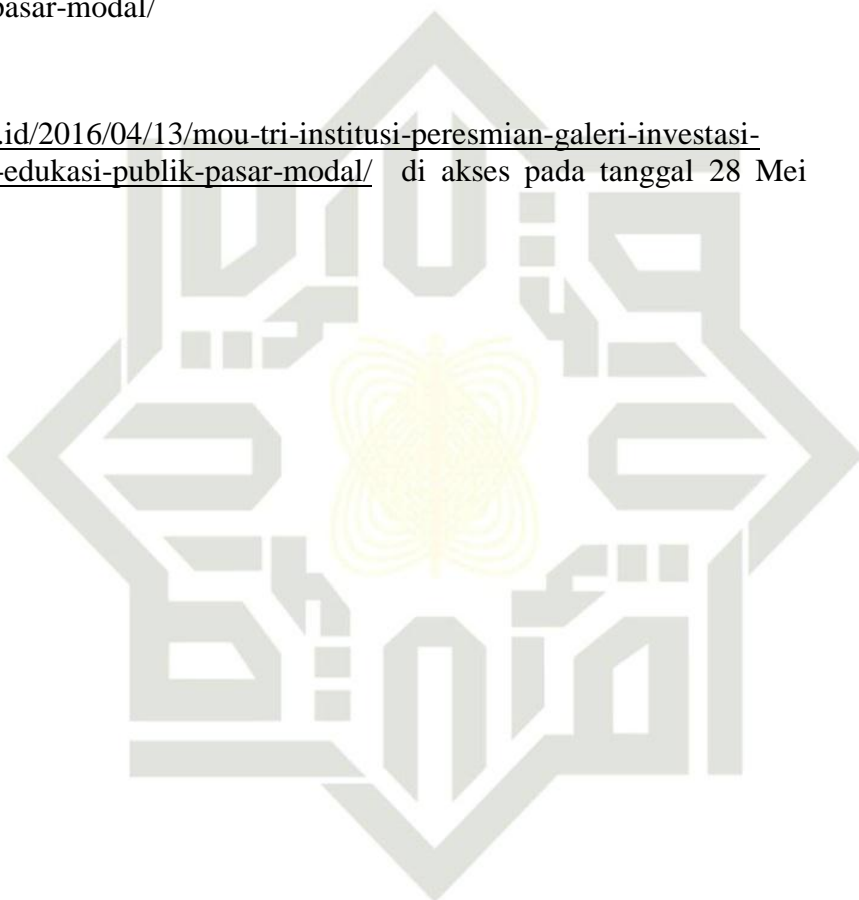 pasar-modal/
.id/2016/04/13/mou-tri-institusi-peresmian-galeri-investasi-
-edukasi-publik-pasar-modal/ di akses pada tanggal 28 Mei